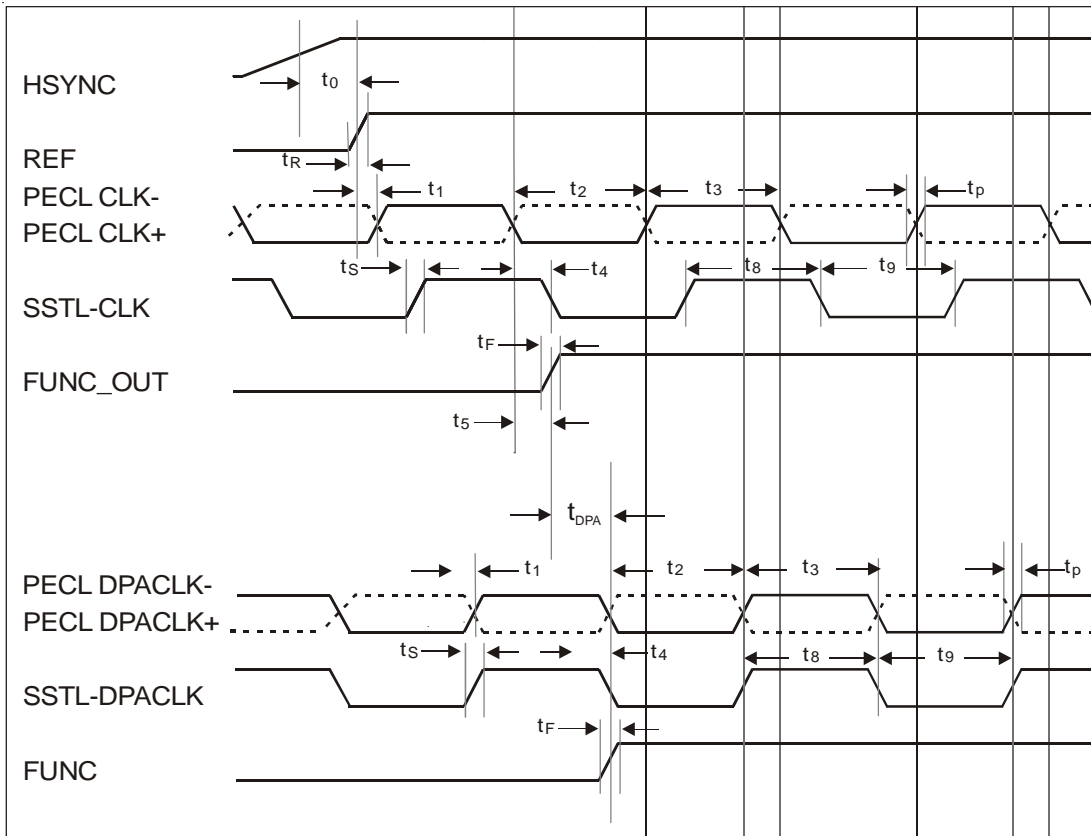 HSYNC
t0
REF
tR
PECL CLK-
t1 t2 t3 tp
PECL CLK+
tS t4 t8 t9
SSTL-CLK
tF
FUNC_OUT
t5
tDPA
PECL DPACLK-
t1 t2 t3 tp
PECL DPACLK+
tS t4 t8 t9
SSTL-DPACLK
tF
FUNC